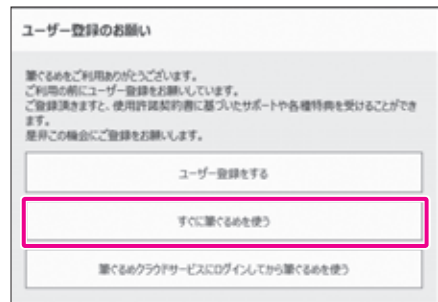 ユーザー登録のお願い
筆ぐるめをご利用ありがとうございます。
ご利用の前にユーザー登録をお願いしています。
ご登録頂きますと、使用許諾契約書に基づいたサポートや各種特典を受けることができ
ます。
是非この機会にご登録をお願いします。
ユーザー登録をする
すぐに筆ぐるめを使う
筆ぐるめクラウドサービスにログインしてから筆ぐるめを使う